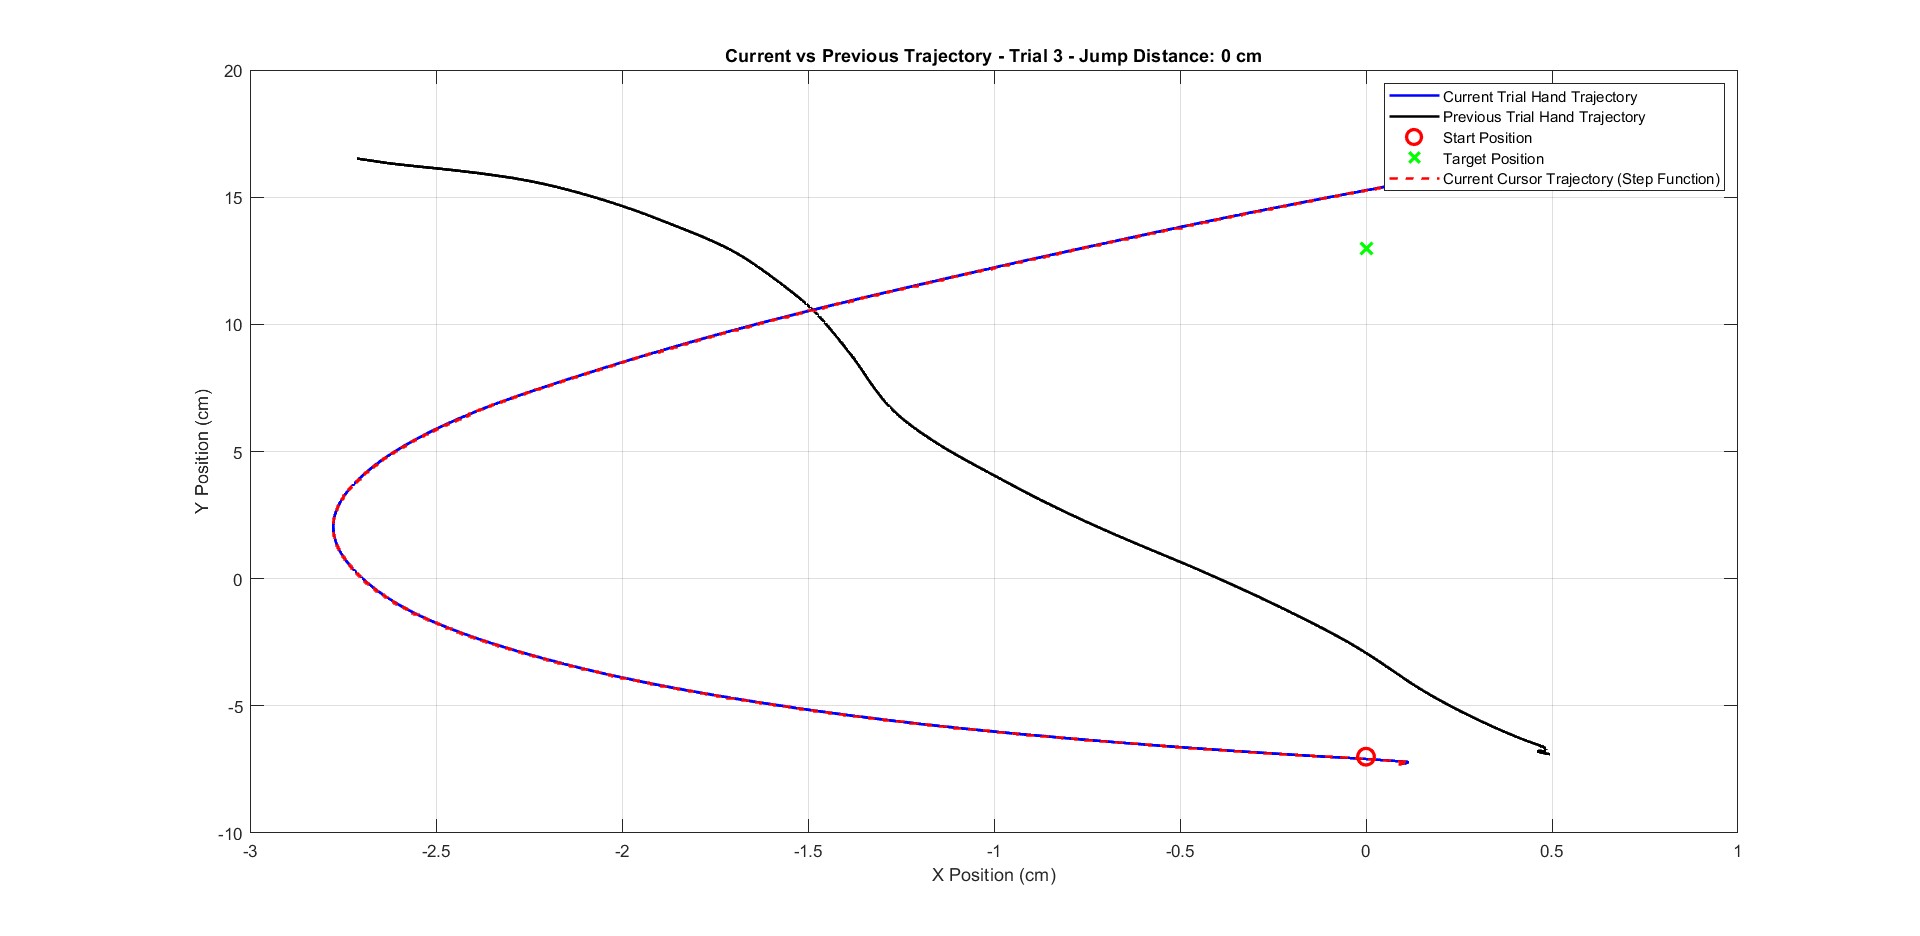 Current vs Previous Trajectory - Trial 3 - Jump Distance: 0 cm
20
15
10
5
0
-5
-10
Y Position (cm)
Current Trial Hand Trajectory
Previous Trial Hand Trajectory
Start Position
Target Position
Current Cursor Trajectory (Step Function)
-3 -2.5 -2 -1.5 -1 -0.5 0 0.5 1
X Position (cm)